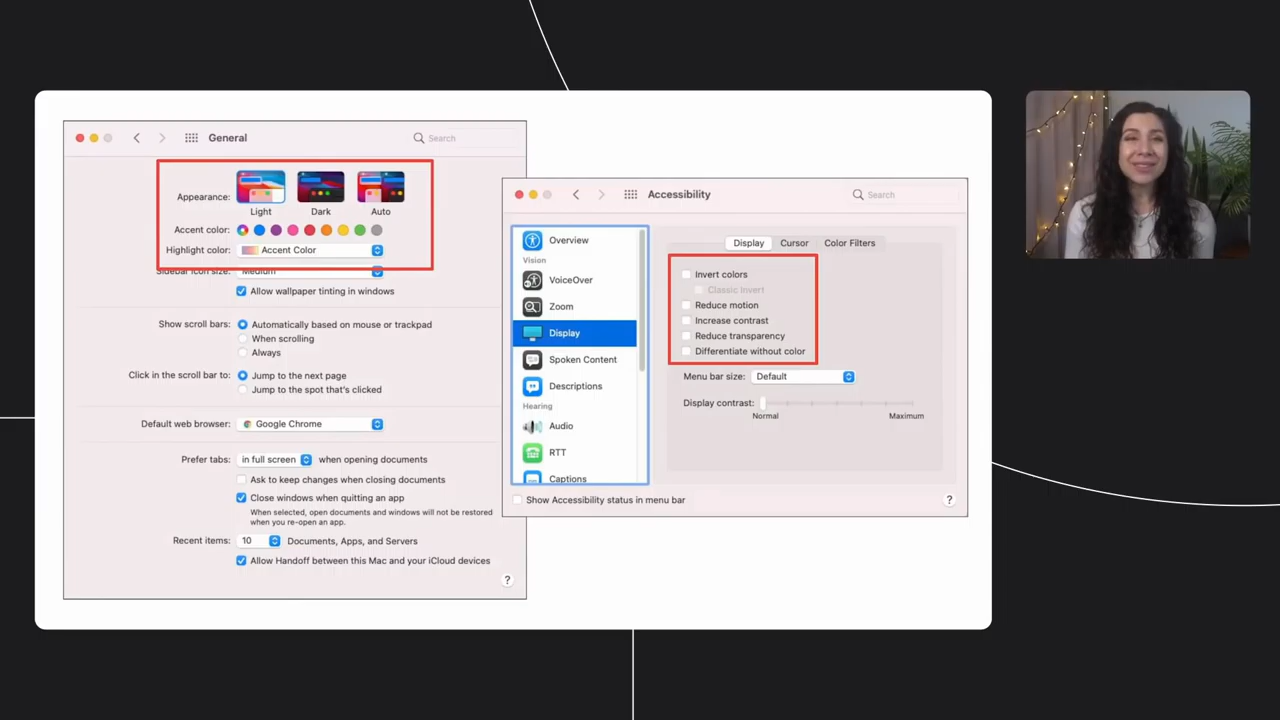 General
Search
Appearance:
Light
Dark
Auto
Accent color:
Highlight color:
Accent Color
Sidebar icon size:
Medium
Allow wallpaper tinting in windows
Show scroll bars:
Automatically based on mouse or trackpad
When scrolling
Always
Click in the scroll bar to:
Jump to the next page
Jump to the spot that's clicked
Default web browser:
Google Chrome
Prefer tabs:
in full screen
when opening documents
Ask to keep changes when closing documents
Close windows when quitting an app
When selected, open documents and windows will not be restored
when you re-open an app.
Recent items:
10
Documents, Apps, and Servers
Allow Handoff between this Mac and your iCloud devices
?
Accessibility
Search
Overview
Vision
VoiceOver
Zoom
Display
Spoken Content
Descriptions
Hearing
Audio
RTT
Captions
Display
Cursor
Color Filters
Invert colors
Classic Invert
Reduce motion
Increase contrast
Reduce transparency
Differentiate without color
Menu bar size:
Default
Display contrast:
Normal
Maximum
Show Accessibility status in menu bar
?